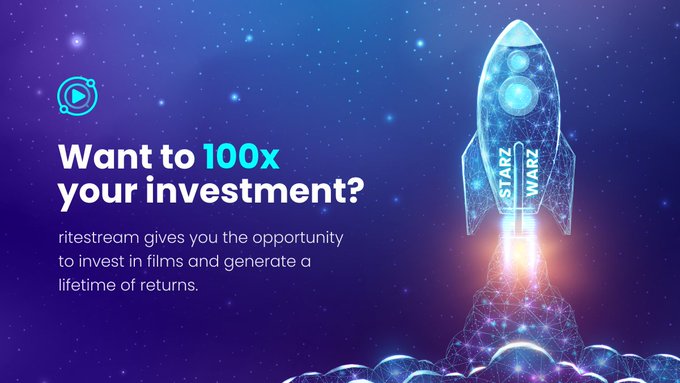 Want to 100x
your investment?
ritestream gives you the opportunity
to invest in films and generate a
lifetime of returns.
STARZ
WARZ